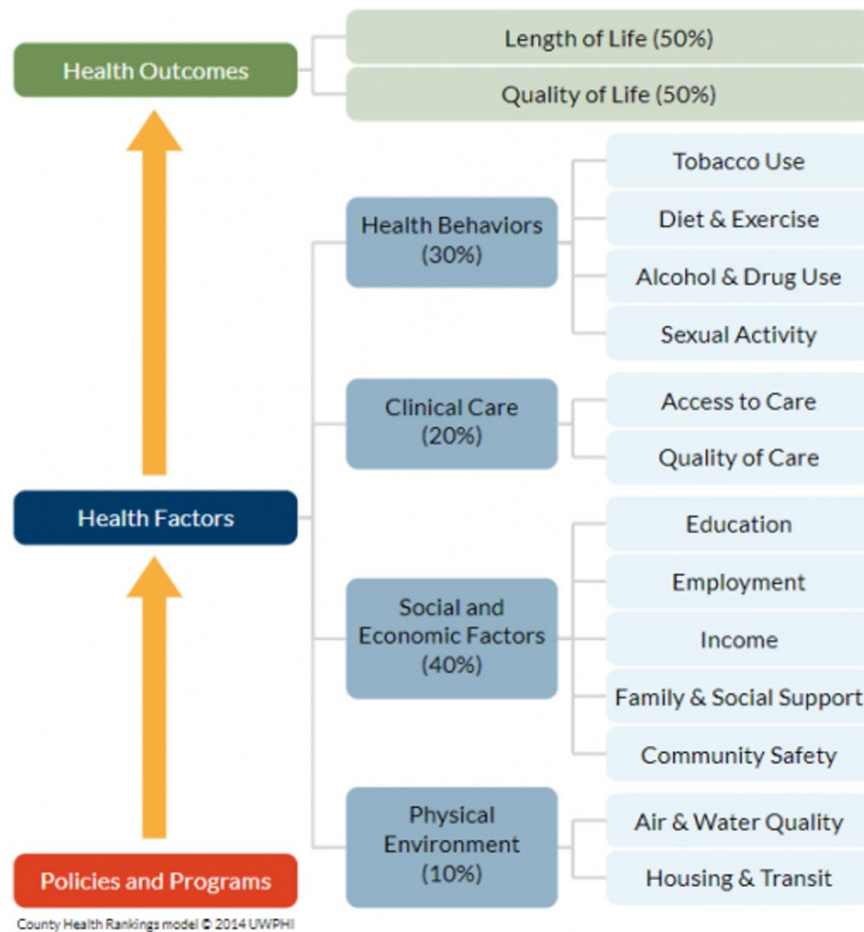 Health Outcomes
Length of Life (50%)
Quality of Life (50%)
Health Factors
Health Behaviors
(30%)
Tobacco Use
Diet & Exercise
Alcohol & Drug Use
Sexual Activity
Clinical Care
(20%)
Access to Care
Quality of Care
Social and
Economic Factors
(40%)
Education
Employment
Income
Family & Social Support
Community Safety
Physical
Environment
(10%)
Air & Water Quality
Housing & Transit
Policies and Programs
County Health Rankings model © 2014 UWPHI